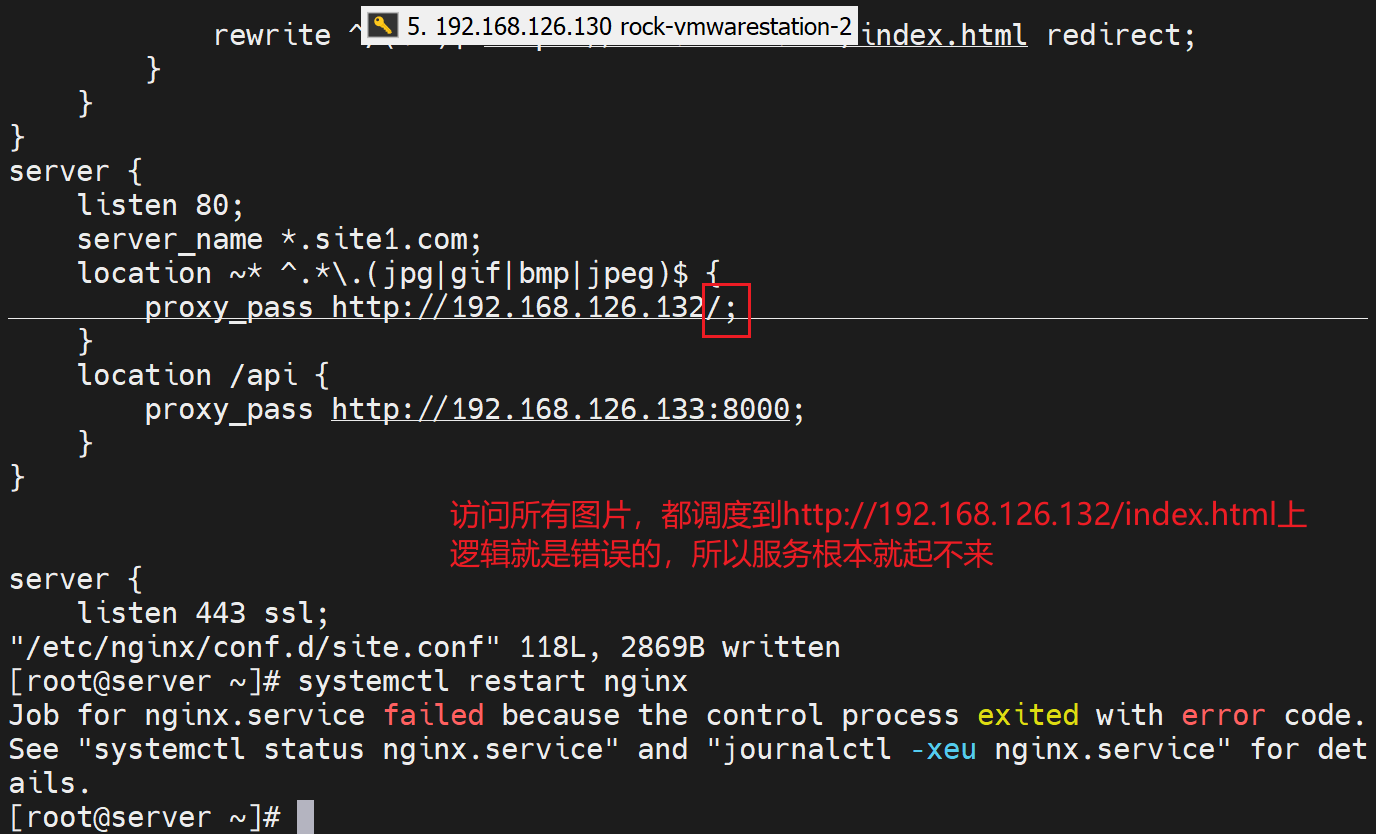 5. 192.168.126.130 rock-vmwarestation-2
rewrite index.html redirect;
}
}
}
server {
listen 80;
server_name *.site1.com;
location ~* ^.*\.(jpg|gif|bmp|jpeg)$ {
proxy_pass http://192.168.126.132/;
}
location /api {
proxy_pass http://192.168.126.133:8000;
}
}
访问所有图片，都调度到http://192.168.126.132/index.html上
逻辑就是错误的，所以服务根本就起不来
server {
listen 443 ssl;
"/etc/nginx/conf.d/site.conf" 118L, 2869B written
[root@server ~]# systemctl restart nginx
Job for nginx.service failed because the control process exited with error code.
See "systemctl status nginx.service" and "journalctl -xeu nginx.service" for det
ails.
[root@server ~]#